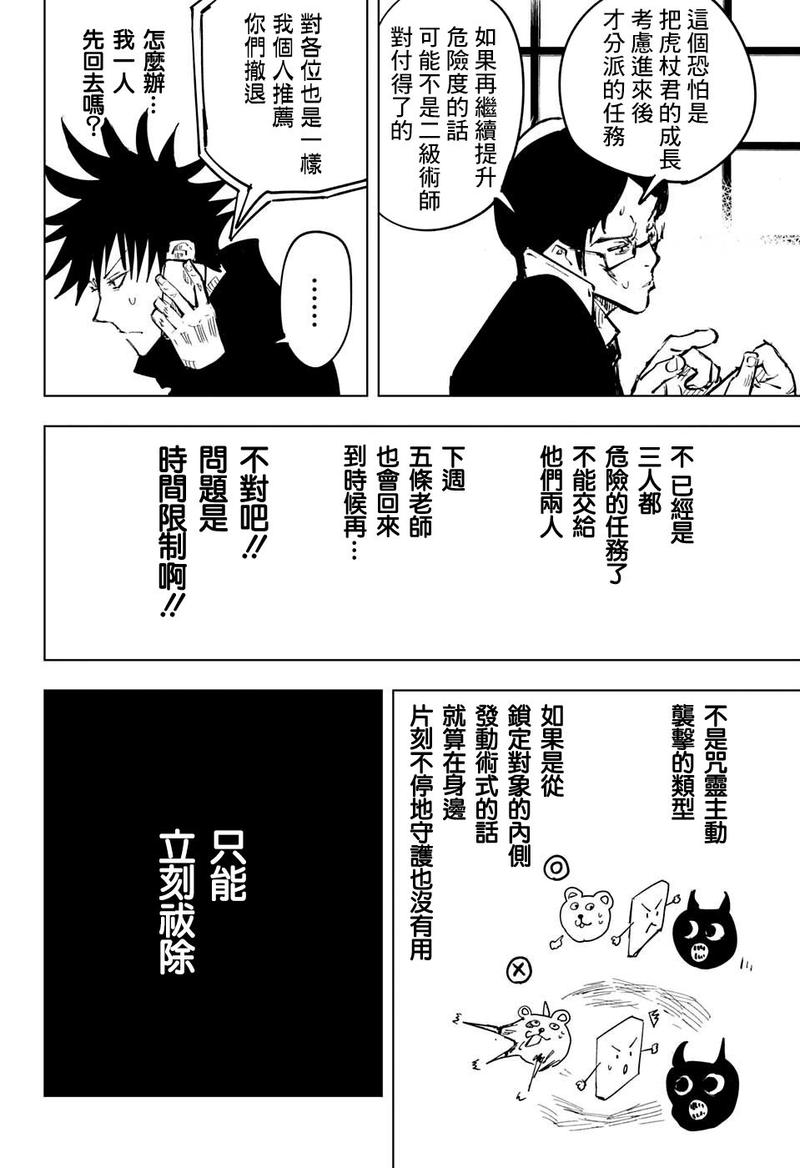 這個恐怕是
把虎杖君的成長
考慮進來後
才分派的任務
如果再繼續提升
危險度的話
可能不是二級術師
對付得了的
對各位也是一樣
我個人推薦
你們撤退
……
怎麼辦…
我一人
先回去嗎？
不已經是
三人都
危險的任務了
不能交給
他們兩人
下週
五條老師
也會回來
到時候再…
不對吧!!
問題是
時間限制啊!!
不是咒靈主動
襲擊的類型
如果是從
鎖定對象的內側
發動術式的話
就算在身邊
片刻不停地守護也沒有用
只能
立刻祓除